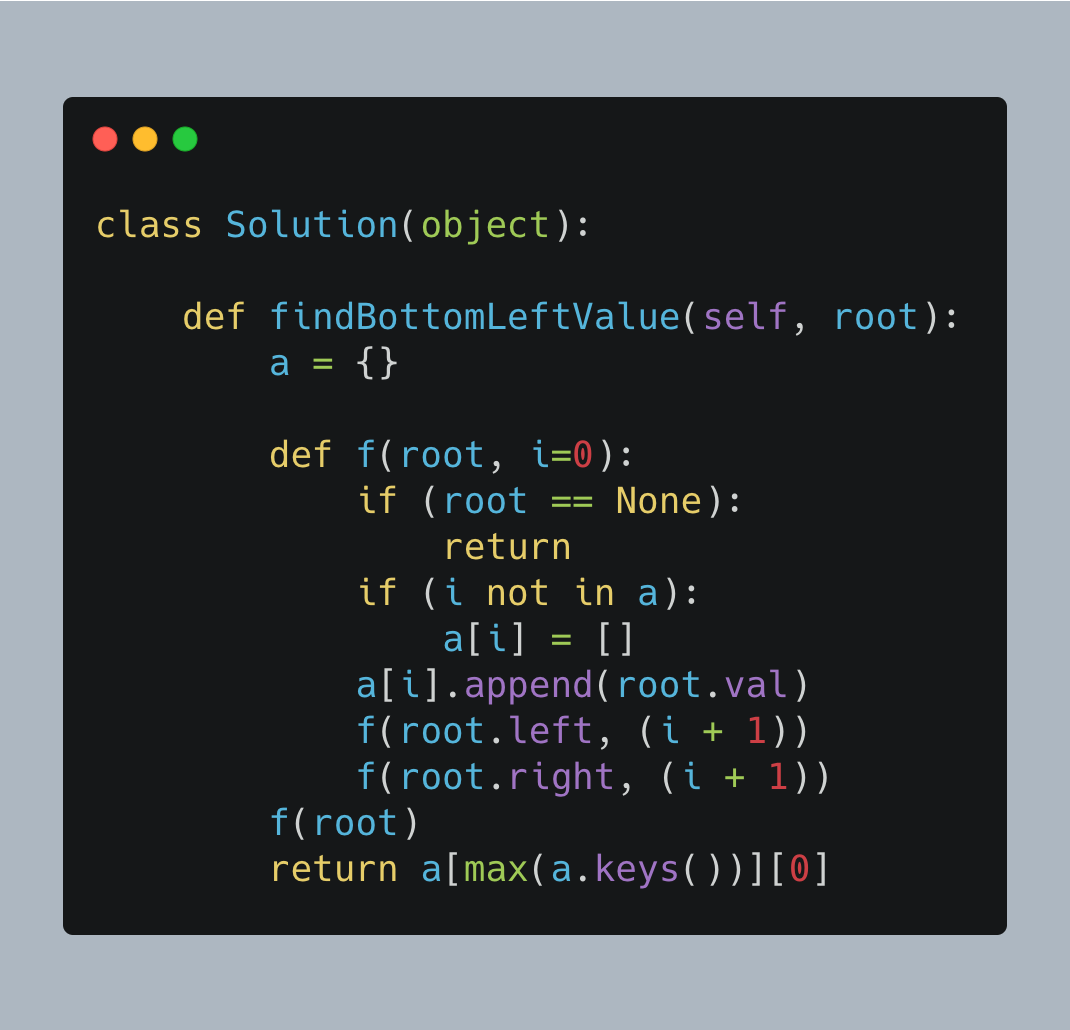 class Solution(object):
    def findBottomLeftValue(self, root):
        a = {}
        def f(root, i=0):
            if (root == None):
                return
            if (i not in a):
                a[i] = []
            a[i].append(root.val)
            f(root.left, (i + 1))
            f(root.right, (i + 1))
        f(root)
        return a[max(a.keys())][0]